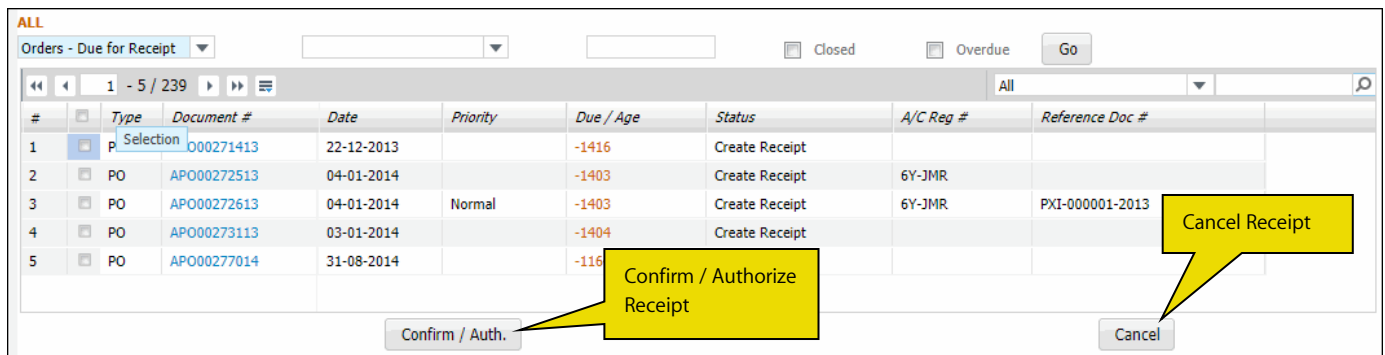 ALL
Orders - Due for Receipt Closed Overdue Go
1 - 5 / 239 All
# Type Document # Date Priority Due / Age Status A/C Reg # Reference Doc #
Selection
1 P 000271413 22-12-2013 -1416 Create Receipt
2 PO APO00272513 04-01-2014 -1403 Create Receipt 6Y-JMR
3 PO APO00272613 04-01-2014 Normal -1403 Create Receipt 6Y-JMR PXI-000001-2013
4 PO APO00273113 03-01-2014 -1404 Create Receipt
5 PO APO00277014 31-08-2014 -116
Cancel Receipt
Confirm / Authorize
Receipt
Confirm / Auth. Cancel